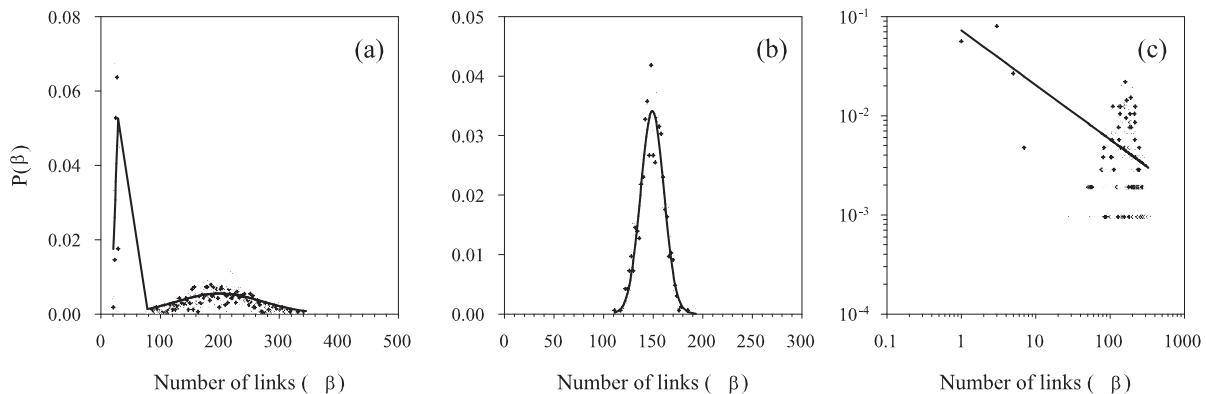 (a)
P(β)
0.08
0.06
0.04
0.02
0.00
0 100 200 300 400 500
Number of links ( β)
(b)
0.05
0.04
0.03
0.02
0.01
0.00
0 50 100 150 200 250 300
Number of links ( β)
(c)
10-1
10-2
10-3
10-4
0.1 1 10 100 1000
Number of links ( β)